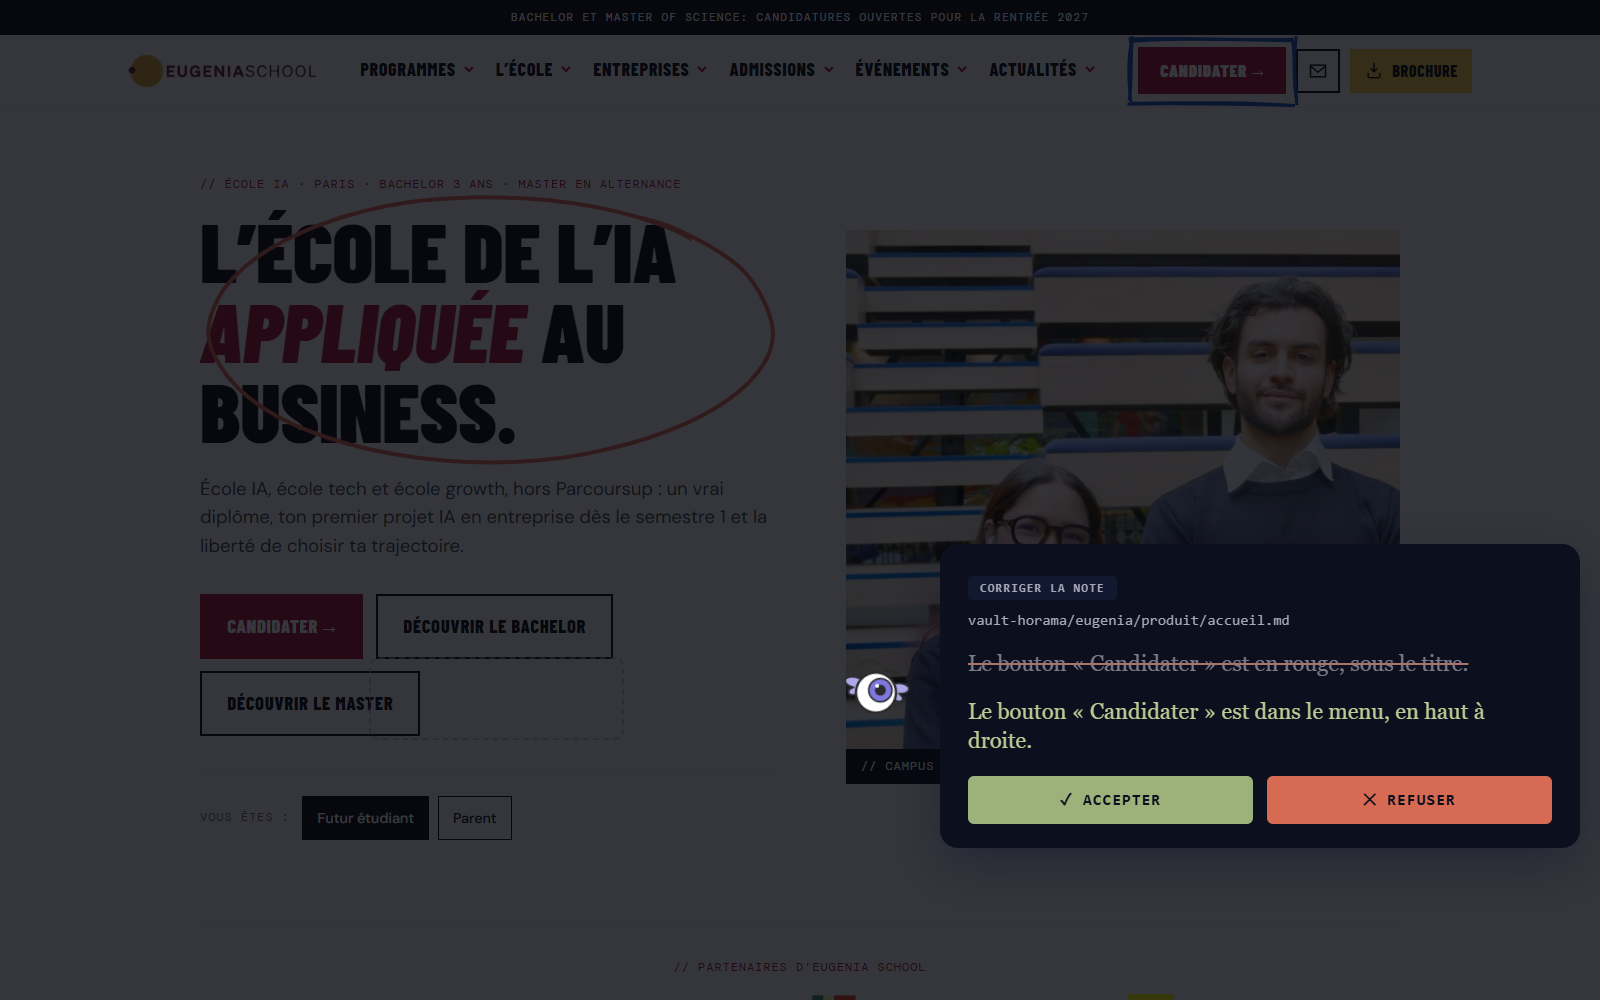 BACHELOR ET MASTER OF SCIENCE: CANDIDATURES OUVERTES POUR LA RENTRÉE 2027
EUGENIASCHOOL
PROGRAMMES
L'ÉCOLE
ENTREPRISES
ADMISSIONS
ÉVÉNEMENTS
ACTUALITÉS
CANDIDATER →
BROCHURE
// ÉCOLE IA · PARIS · BACHELOR 3 ANS · MASTER EN ALTERNANCE
L'ÉCOLE DE L'IA
APPLIQUÉE AU
BUSINESS.
École IA, école tech et école growth, hors Parcoursup : un vrai
diplôme, ton premier projet IA en entreprise dès le semestre 1 et la
liberté de choisir ta trajectoire.
CANDIDATER →
DÉCOUVRIR LE BACHELOR
DÉCOUVRIR LE MASTER
VOUS ÊTES :
Futur étudiant
Parent
// CAMPUS
CORRIGER LA NOTE
vault-horama/eugenia/produit/accueil.md
Le bouton « Candidater » est en rouge, sous le titre.
Le bouton « Candidater » est dans le menu, en haut à
droite.
✓ ACCEPTER
✕ REFUSER
// PARTENAIRES D'EUGENIA SCHOOL